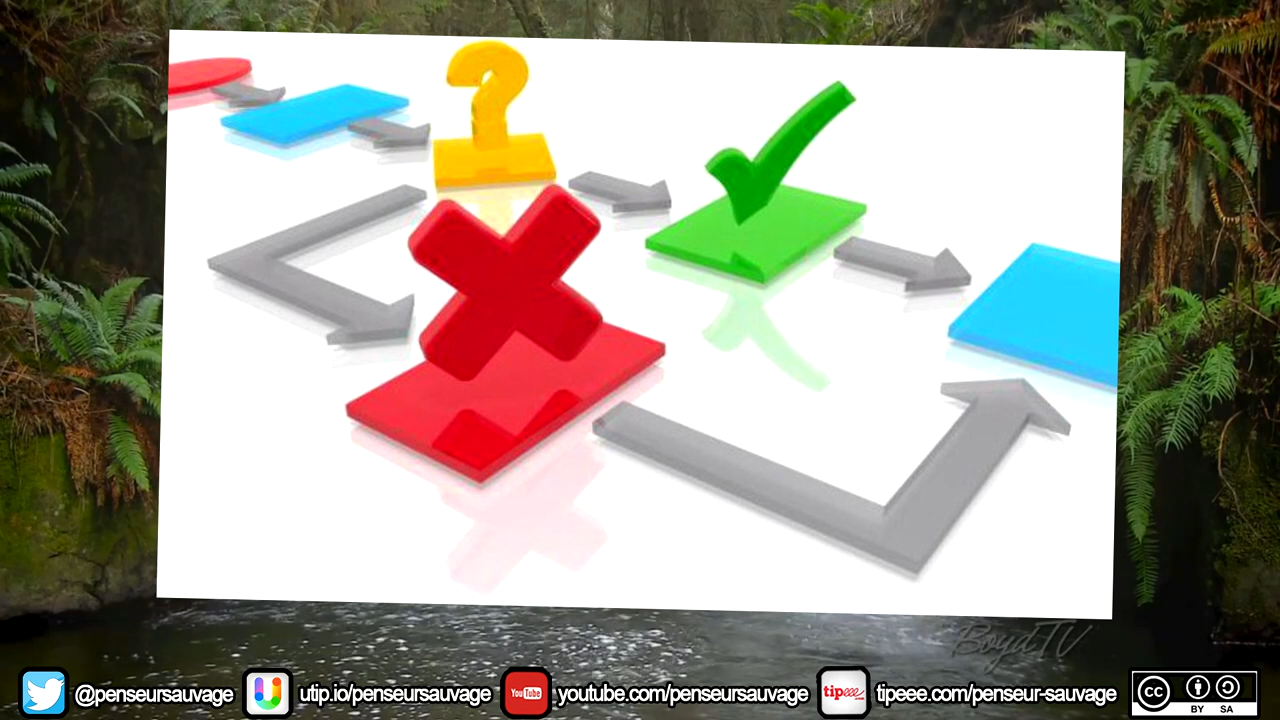 ?
BoydTV
@penseursauvage
utip.io/penseursauvage
YouTube
youtube.com/penseursauvage
tipeee
tipeee.com/penseur-sauvage
cc
BY SA